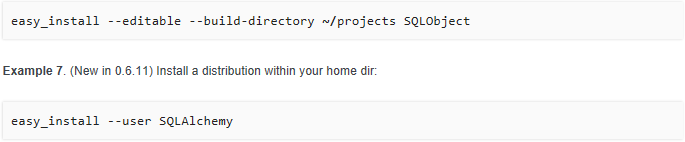 easy_install --editable --build-directory ~/projects SQLObject
Example 7. (New in 0.6.11) Install a distribution within your home dir:
easy_install --user SQLAlchemy